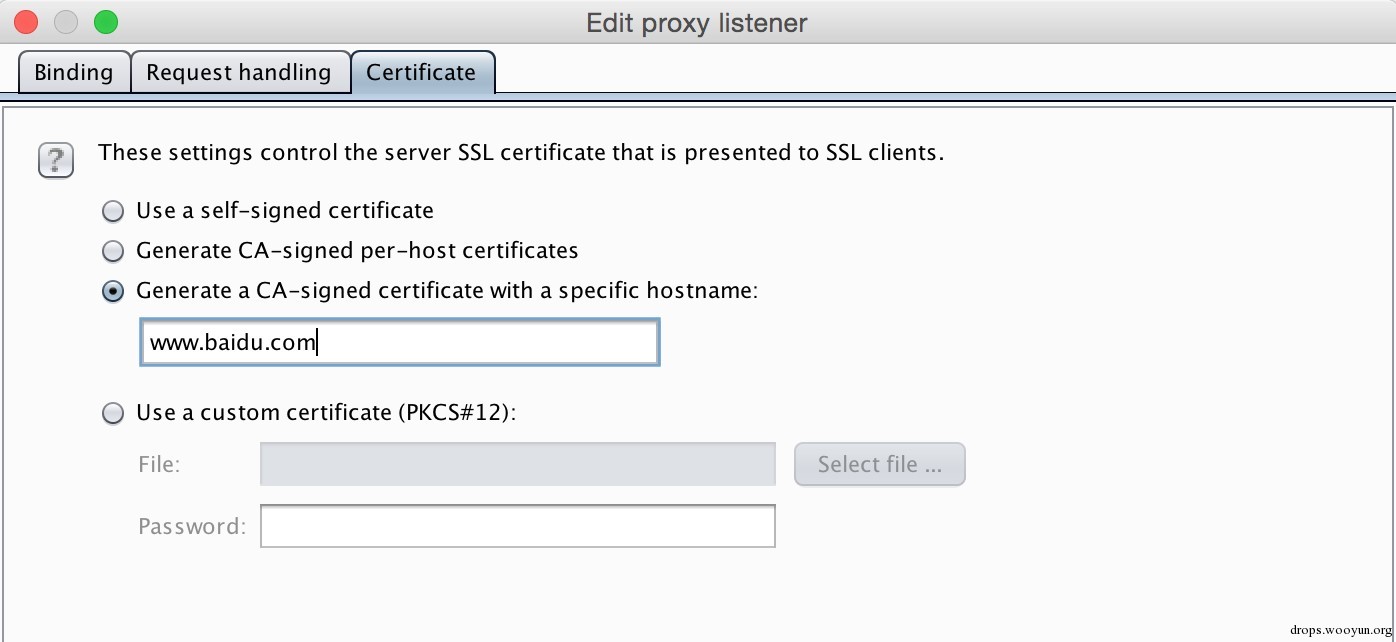 Edit proxy listener
Binding Request handling Certificate
? These settings control the server SSL certificate that is presented to SSL clients.
Use a self-signed certificate
Generate CA-signed per-host certificates
Generate a CA-signed certificate with a specific hostname:
www.baidu.com
Use a custom certificate (PKCS#12):
File: Select file ...
Password:
drops.wooyun.org